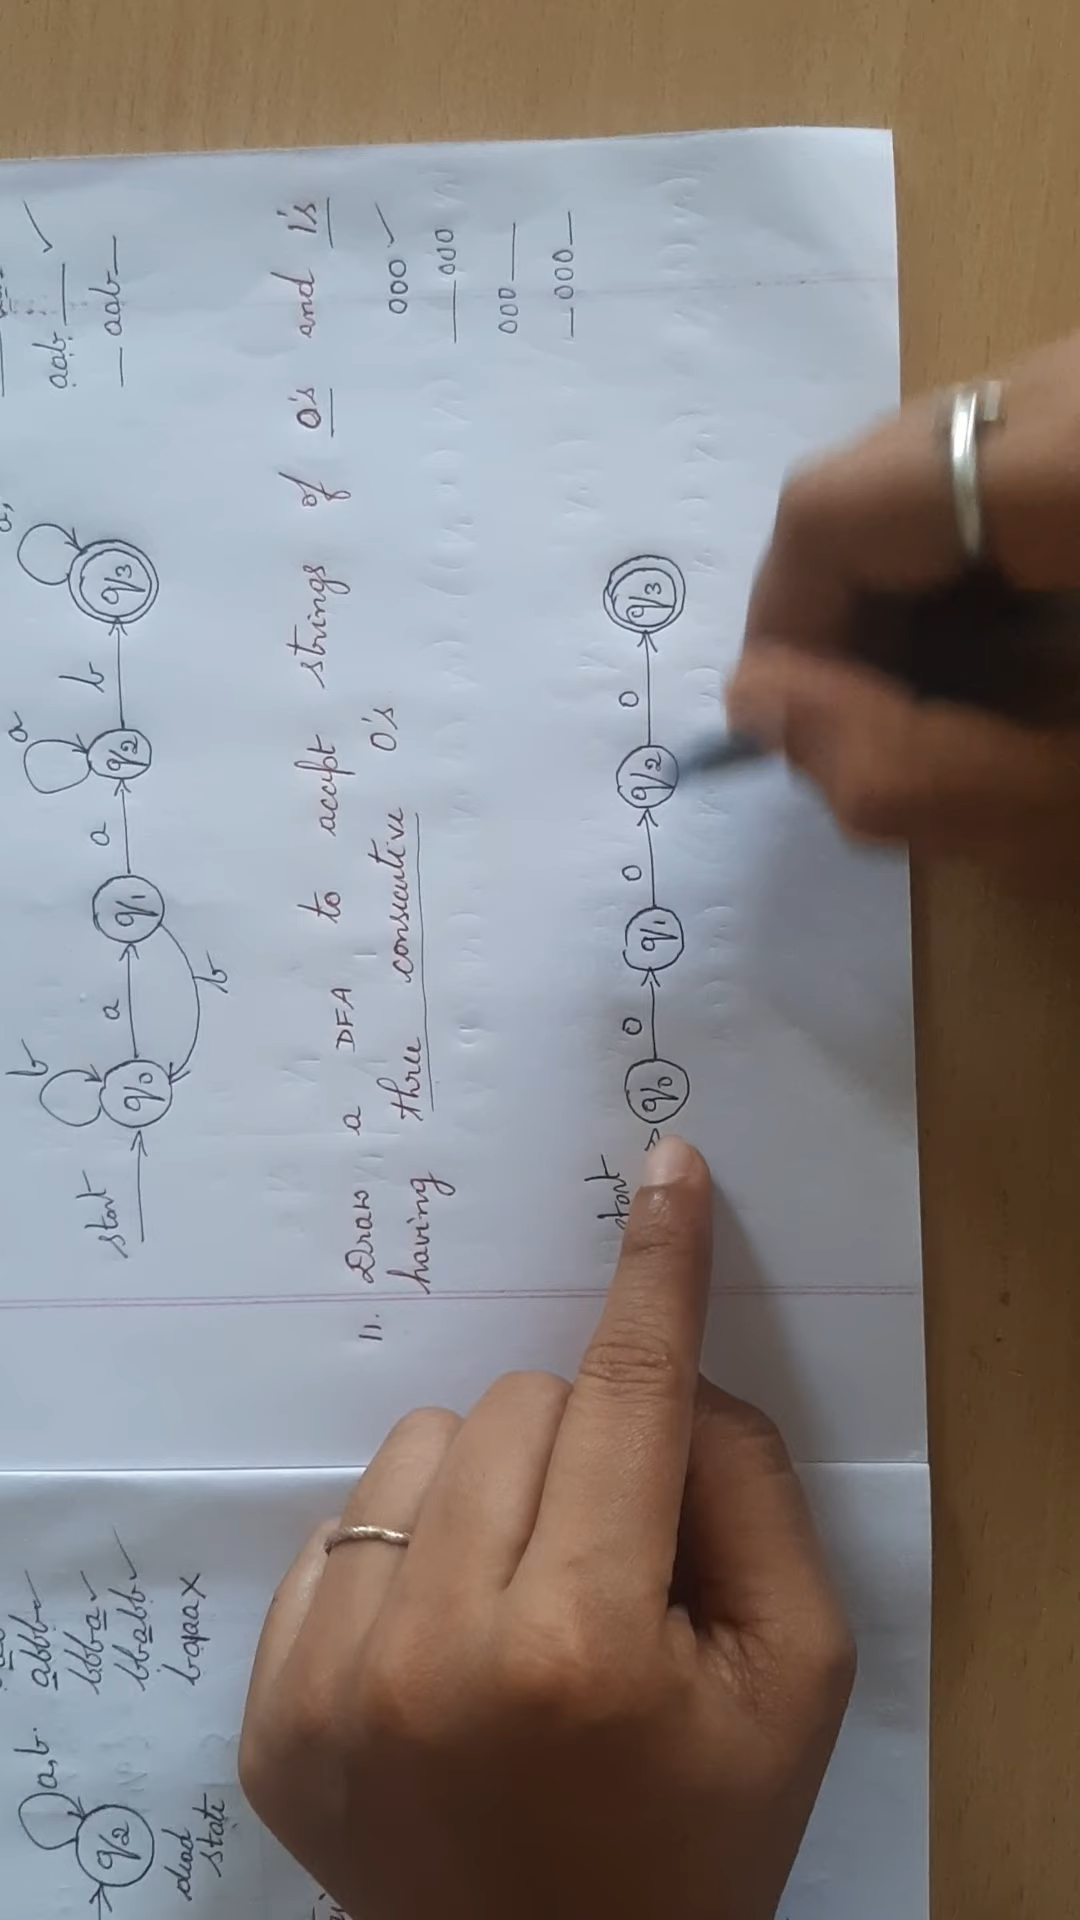 aab
aab
b
a
a
start
q0
a
q1
a
q2
b
q3
b
11. Draw a DFA to accept strings of 0's and 1's
having three consecutive 0's
000
000
000
000
start
q0
0
q1
0
q2
0
q3
a,b.
q2
dead
state
abbb
bbba
bbabb